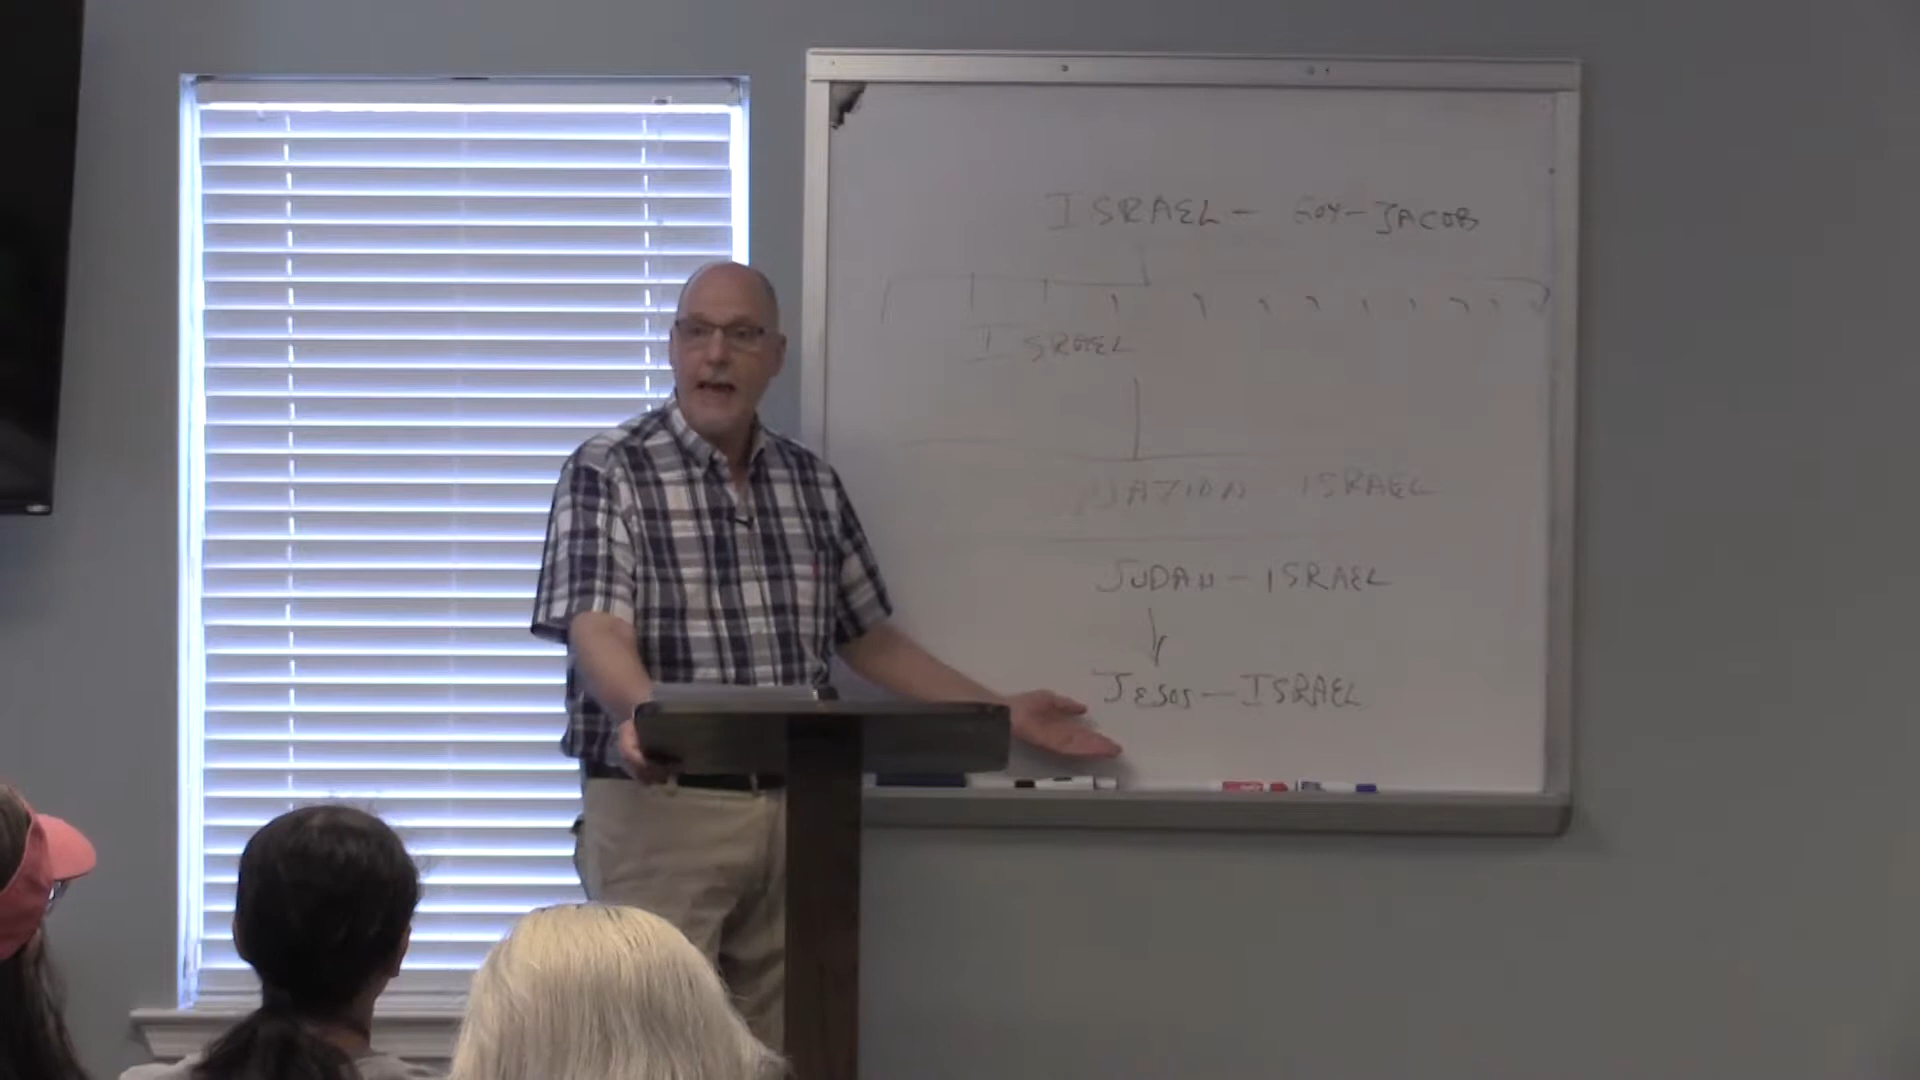 ISRAEL - GOY - JACOB
ISRAEL
NATION ISRAEL
JUDAH - ISRAEL
JESUS - ISRAEL